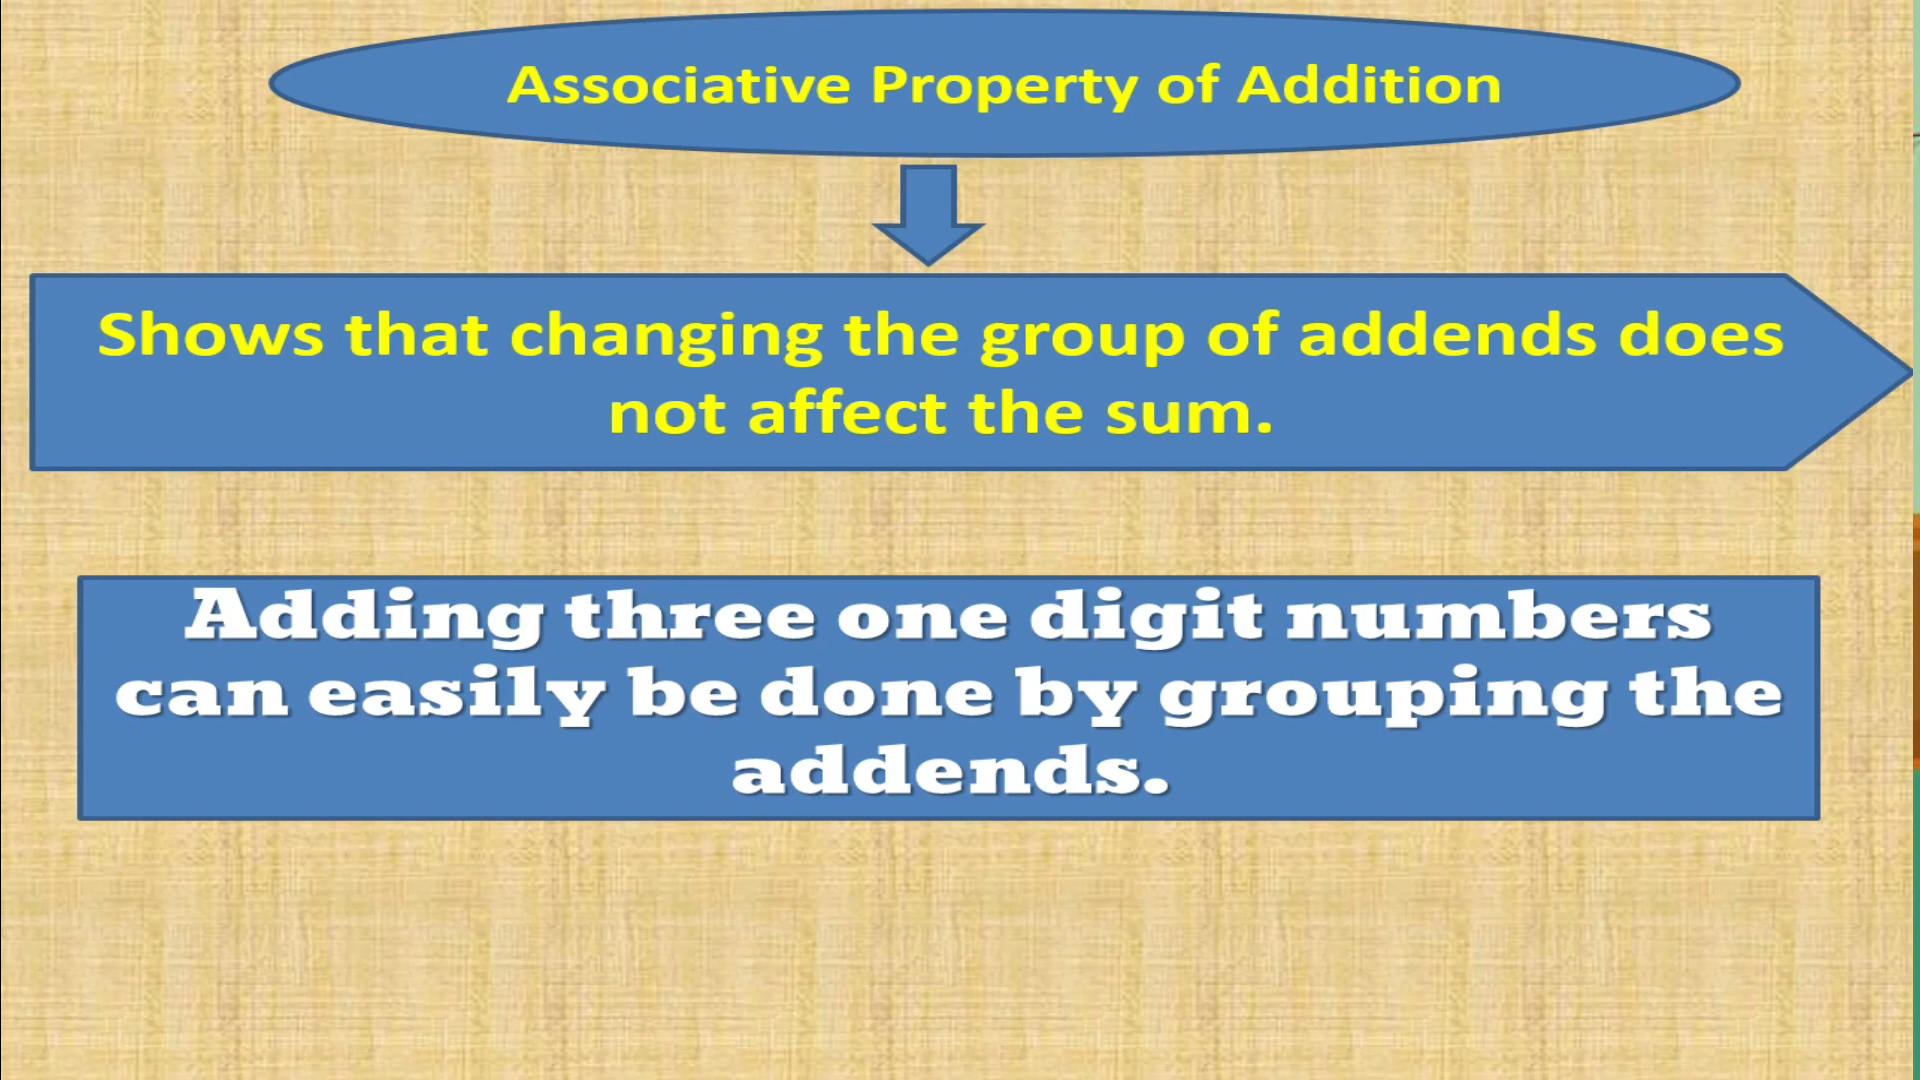 Associative Property of Addition
Shows that changing the group of addends does
not affect the sum.
Adding three one digit numbers
can easily be done by grouping the
addends.